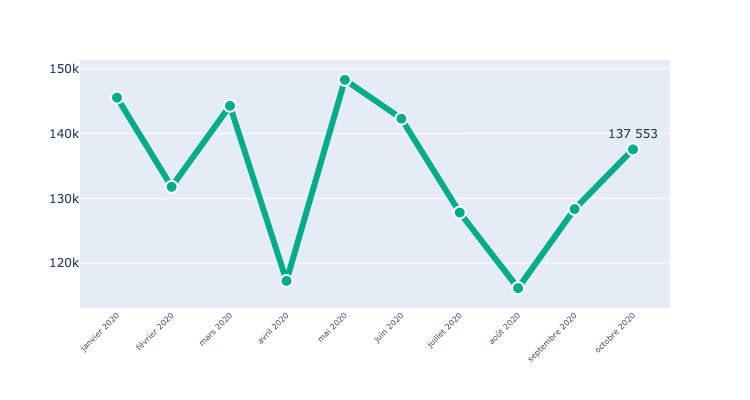 150k
140k
137 553
130k
120k
janvier 2020
février 2020
mars 2020
avril 2020
mai 2020
juin 2020
juillet 2020
août 2020
septembre 2020
octobre 2020